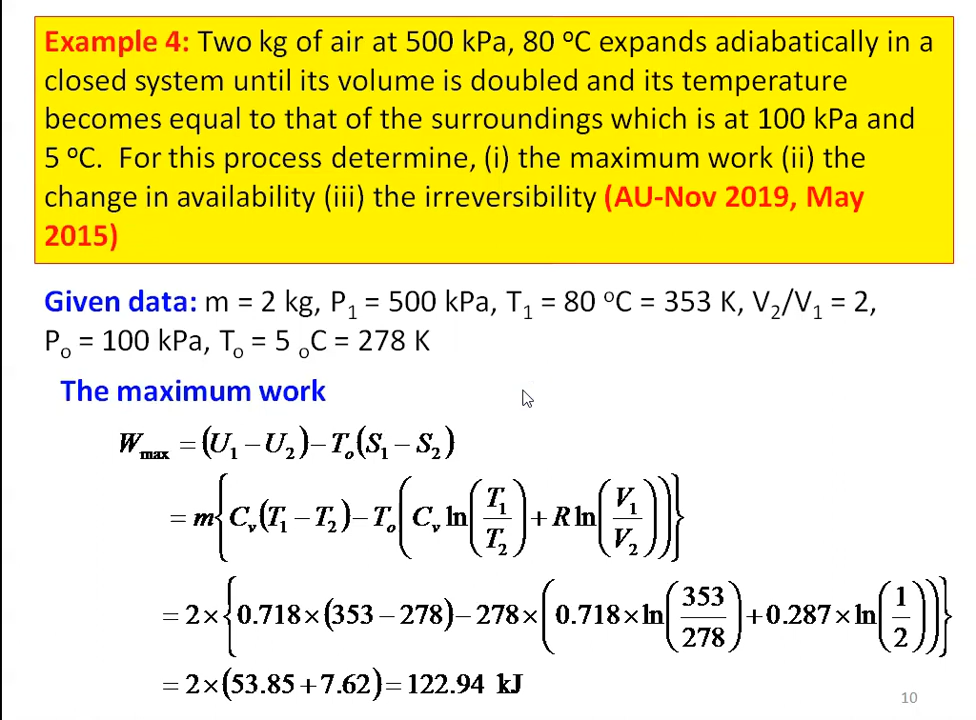 Example 4: Two kg of air at 500 kPa, 80 ºC expands adiabatically in a
closed system until its volume is doubled and its temperature
becomes equal to that of the surroundings which is at 100 kPa and
5 ºC. For this process determine, (i) the maximum work (ii) the
change in availability (iii) the irreversibility (AU-Nov 2019, May
2015)
Given data: m = 2 kg, P₁ = 500 kPa, T₁ = 80 ºC = 353 K, V₂/V₁ = 2,
Pₒ = 100 kPa, Tₒ = 5 ₒC = 278 K
The maximum work
W_max = (U₁ − U₂) − Tₒ(S₁ − S₂)
= m{C_v(T₁ − T₂) − Tₒ(C_v ln(T₁/T₂) + R ln(V₁/V₂))}
= 2 × {0.718 × (353 − 278) − 278 × (0.718 × ln(353/278) + 0.287 × ln(1/2))}
= 2 × (53.85 + 7.62) = 122.94 kJ
10